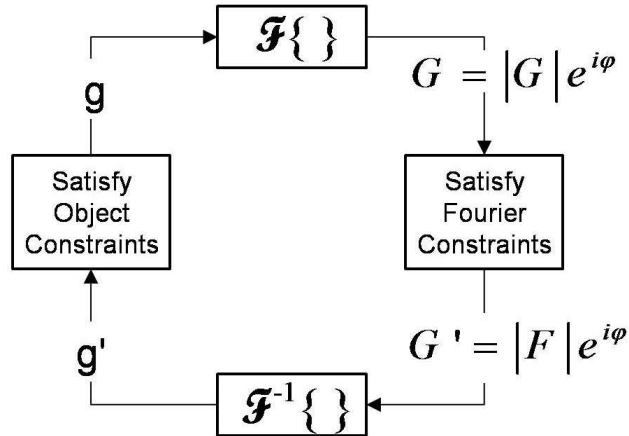 ℱ{ }
g
G = |G| e^{iφ}
Satisfy
Object
Constraints
Satisfy
Fourier
Constraints
g'
G ' = |F| e^{iφ}
ℱ^{-1}{ }